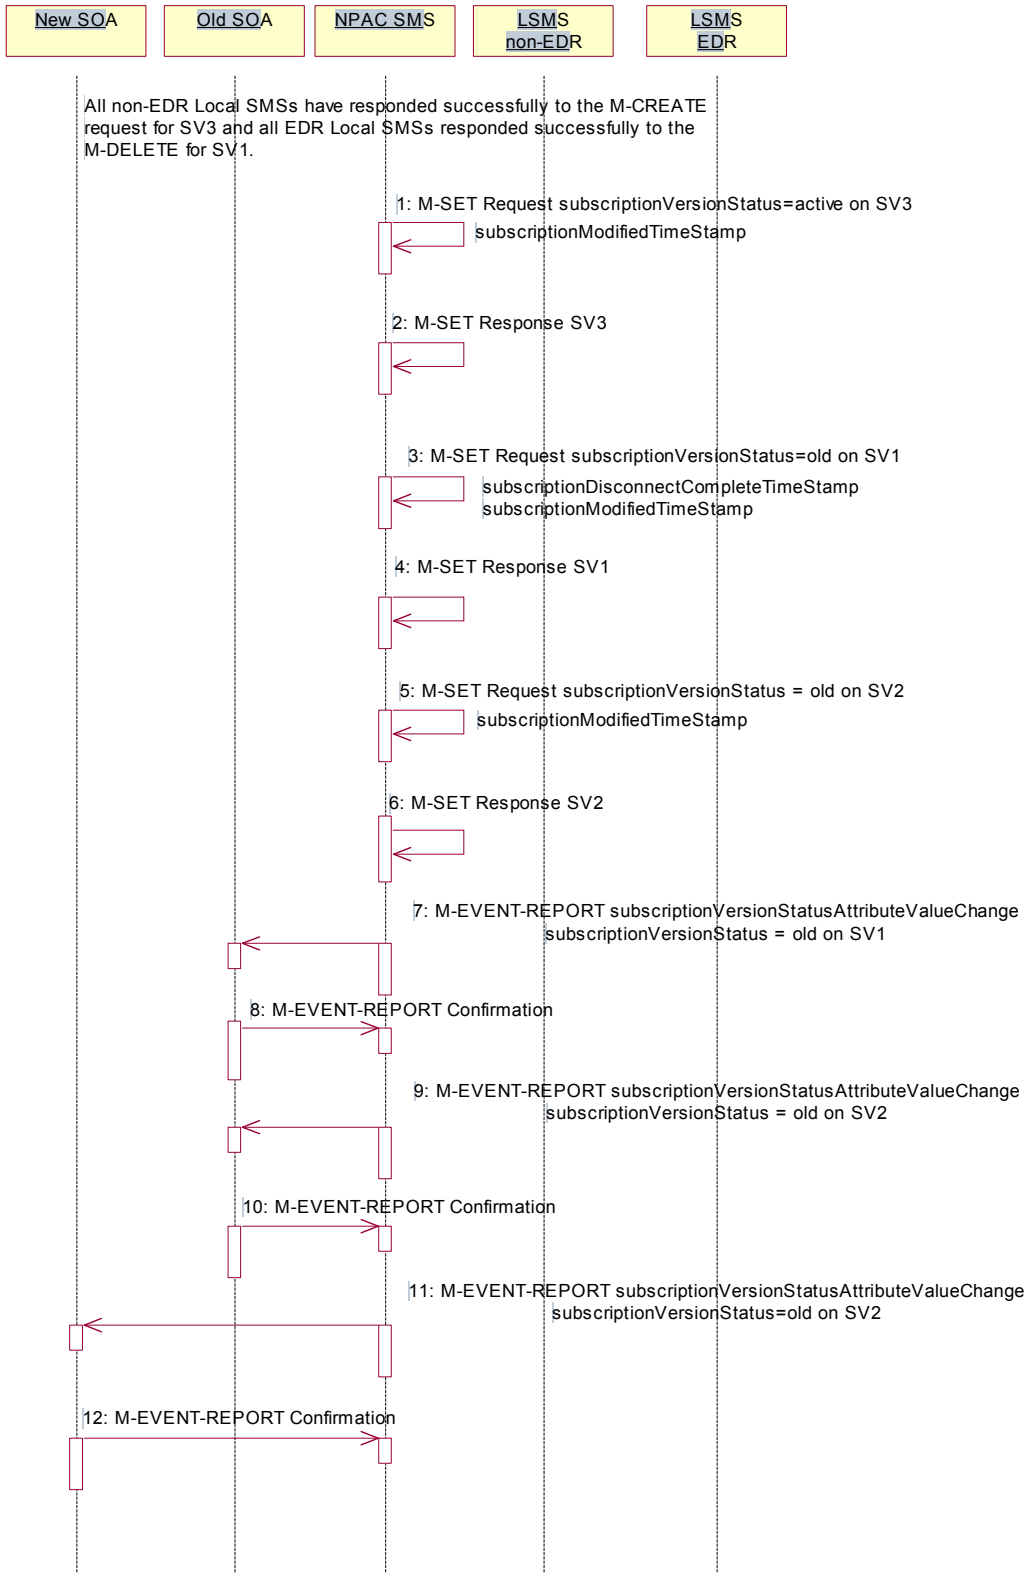 New SOA
Old SOA
NPAC SMS
LSMS
non-EDR
LSMS
EDR
All non-EDR Local SMSs have responded successfully to the M-CREATE
request for SV3 and all EDR Local SMSs responded successfully to the
M-DELETE for SV1.
1: M-SET Request subscriptionVersionStatus=active on SV3
subscriptionModifiedTimeStamp
2: M-SET Response SV3
3: M-SET Request subscriptionVersionStatus=old on SV1
subscriptionDisconnectCompleteTimeStamp
subscriptionModifiedTimeStamp
4: M-SET Response SV1
5: M-SET Request subscriptionVersionStatus = old on SV2
subscriptionModifiedTimeStamp
6: M-SET Response SV2
7: M-EVENT-REPORT subscriptionVersionStatusAttributeValueChange
subscriptionVersionStatus = old on SV1
8: M-EVENT-REPORT Confirmation
9: M-EVENT-REPORT subscriptionVersionStatusAttributeValueChange
subscriptionVersionStatus = old on SV2
10: M-EVENT-REPORT Confirmation
11: M-EVENT-REPORT subscriptionVersionStatusAttributeValueChange
subscriptionVersionStatus=old on SV2
12: M-EVENT-REPORT Confirmation